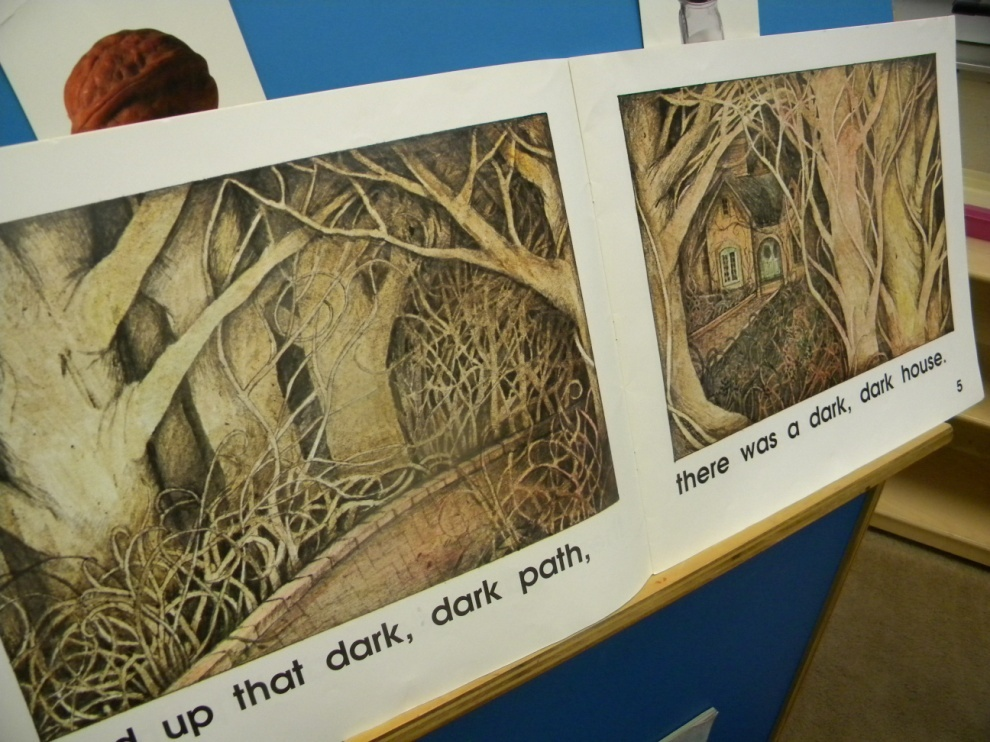 up that dark, dark path,
there was a dark, dark house.
5